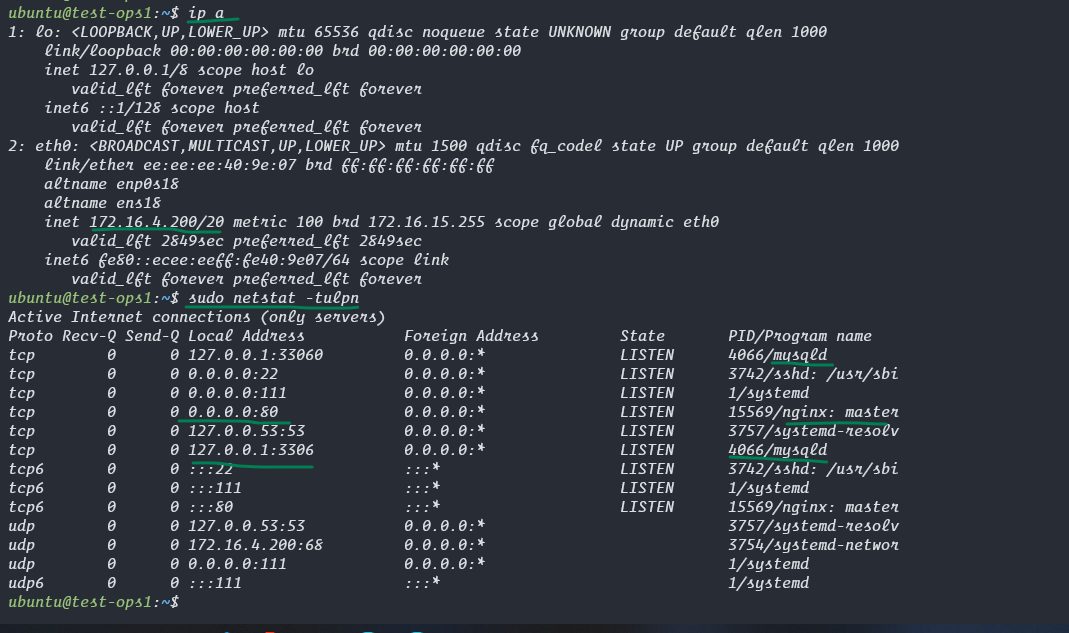 ubuntu@test-ops1:~$ ip a
1: lo: <LOOPBACK,UP,LOWER_UP> mtu 65536 qdisc noqueue state UNKNOWN group default qlen 1000
    link/loopback 00:00:00:00:00:00 brd 00:00:00:00:00:00
    inet 127.0.0.1/8 scope host lo
       valid_lft forever preferred_lft forever
    inet6 ::1/128 scope host
       valid_lft forever preferred_lft forever
2: eth0: <BROADCAST,MULTICAST,UP,LOWER_UP> mtu 1500 qdisc fq_codel state UP group default qlen 1000
    link/ether ee:ee:ee:40:9e:07 brd ff:ff:ff:ff:ff:ff
    altname enp0s18
    altname ens18
    inet 172.16.4.200/20 metric 100 brd 172.16.15.255 scope global dynamic eth0
       valid_lft 2849sec preferred_lft 2849sec
    inet6 fe80::ecee:eeff:fe40:9e07/64 scope link
       valid_lft forever preferred_lft forever
ubuntu@test-ops1:~$ sudo netstat -tulpn
Active Internet connections (only servers)
Proto Recv-Q Send-Q Local Address           Foreign Address         State       PID/Program name
tcp        0      0 127.0.0.1:33060         0.0.0.0:*               LISTEN      4066/mysqld
tcp        0      0 0.0.0.0:22              0.0.0.0:*               LISTEN      3742/sshd: /usr/sbi
tcp        0      0 0.0.0.0:111             0.0.0.0:*               LISTEN      1/systemd
tcp        0      0 0.0.0.0:80              0.0.0.0:*               LISTEN      15569/nginx: master
tcp        0      0 127.0.0.53:53           0.0.0.0:*               LISTEN      3757/systemd-resolv
tcp        0      0 127.0.0.1:3306          0.0.0.0:*               LISTEN      4066/mysqld
tcp6       0      0 :::22                   :::*                    LISTEN      3742/sshd: /usr/sbi
tcp6       0      0 :::111                  :::*                    LISTEN      1/systemd
tcp6       0      0 :::80                   :::*                    LISTEN      15569/nginx: master
udp        0      0 127.0.0.53:53           0.0.0.0:*                           3757/systemd-resolv
udp        0      0 172.16.4.200:68         0.0.0.0:*                           3754/systemd-networ
udp        0      0 0.0.0.0:111             0.0.0.0:*                           1/systemd
udp6       0      0 :::111                  :::*                                1/systemd
ubuntu@test-ops1:~$